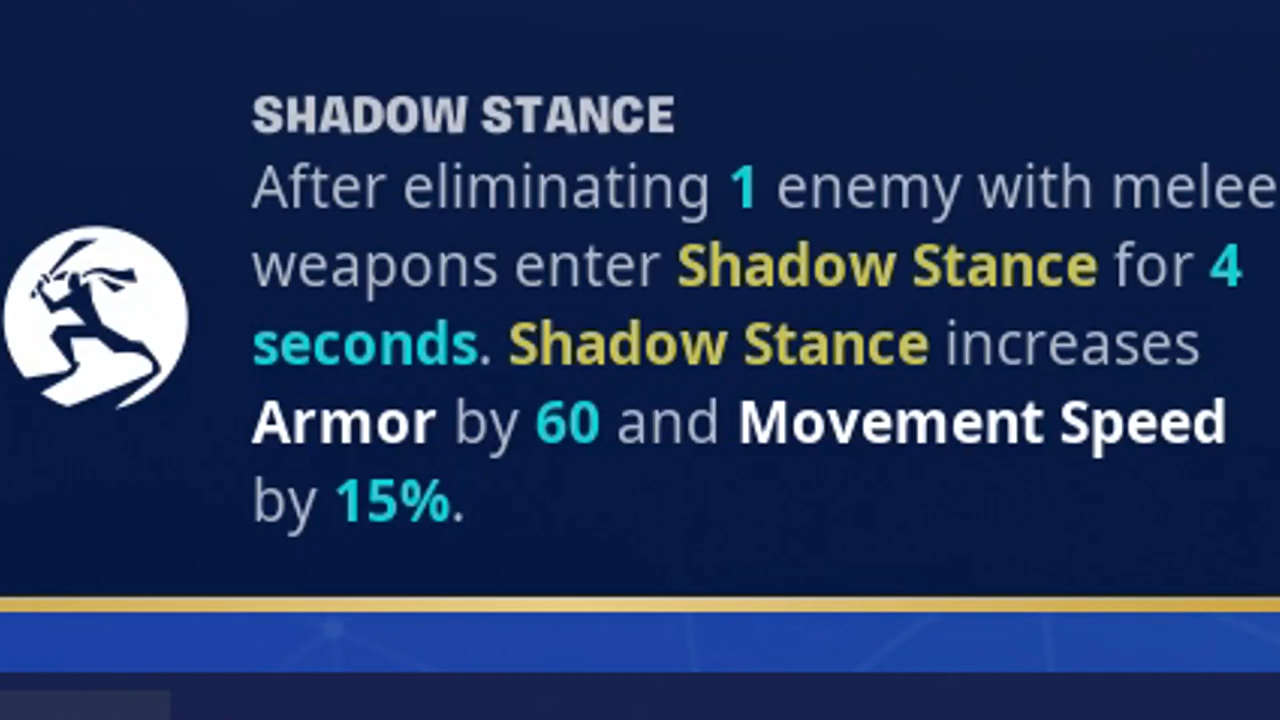 SHADOW STANCE
After eliminating 1 enemy with melee
weapons enter Shadow Stance for 4
seconds. Shadow Stance increases
Armor by 60 and Movement Speed
by 15%.